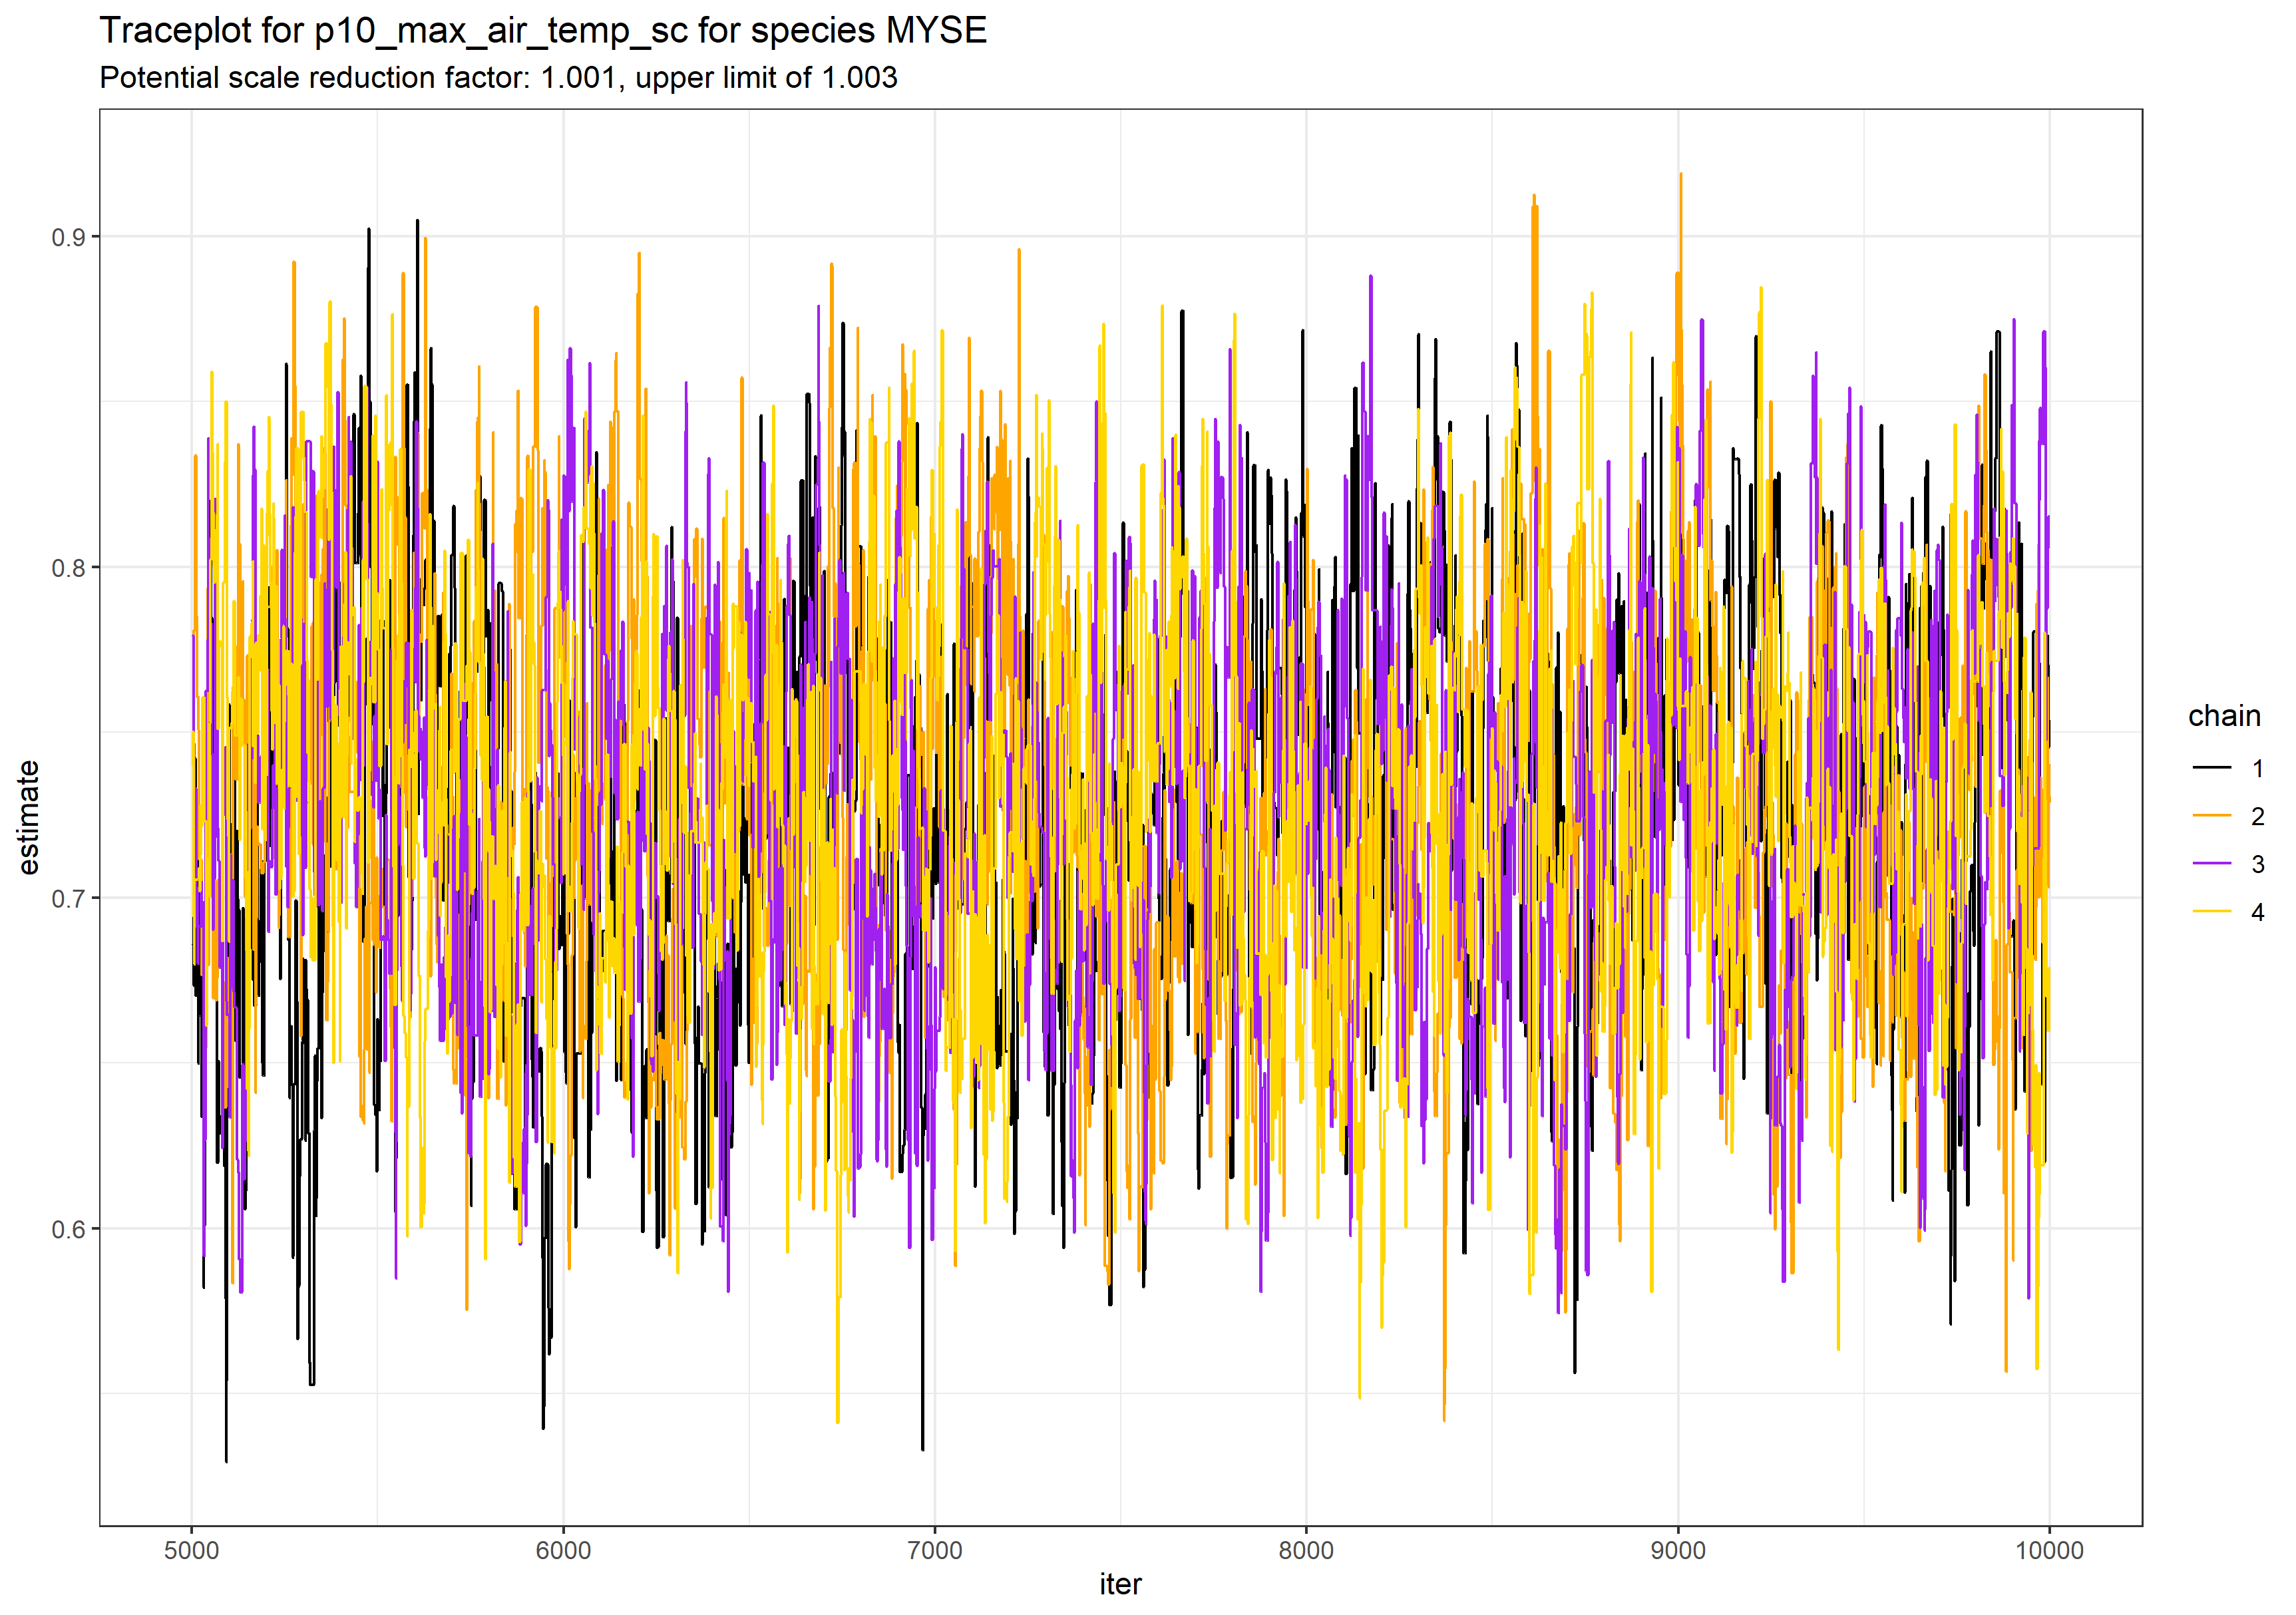 Traceplot for p10_max_air_temp_sc for species MYSE
Potential scale reduction factor: 1.001, upper limit of 1.003
estimate
0.9
0.8
0.7
0.6
5000 6000 7000 8000 9000 10000
iter
chain
1
2
3
4